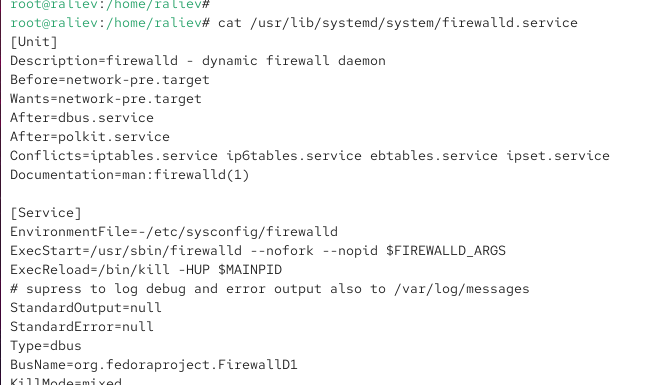 root@raliev:/home/raliev#
root@raliev:/home/raliev# cat /usr/lib/systemd/system/firewalld.service
[Unit]
Description=firewalld - dynamic firewall daemon
Before=network-pre.target
Wants=network-pre.target
After=dbus.service
After=polkit.service
Conflicts=iptables.service ip6tables.service ebtables.service ipset.service
Documentation=man:firewalld(1)

[Service]
EnvironmentFile=-/etc/sysconfig/firewalld
ExecStart=/usr/sbin/firewalld --nofork --nopid $FIREWALLD_ARGS
ExecReload=/bin/kill -HUP $MAINPID
# supress to log debug and error output also to /var/log/messages
StandardOutput=null
StandardError=null
Type=dbus
BusName=org.fedoraproject.FirewallD1
KillMode=mixed